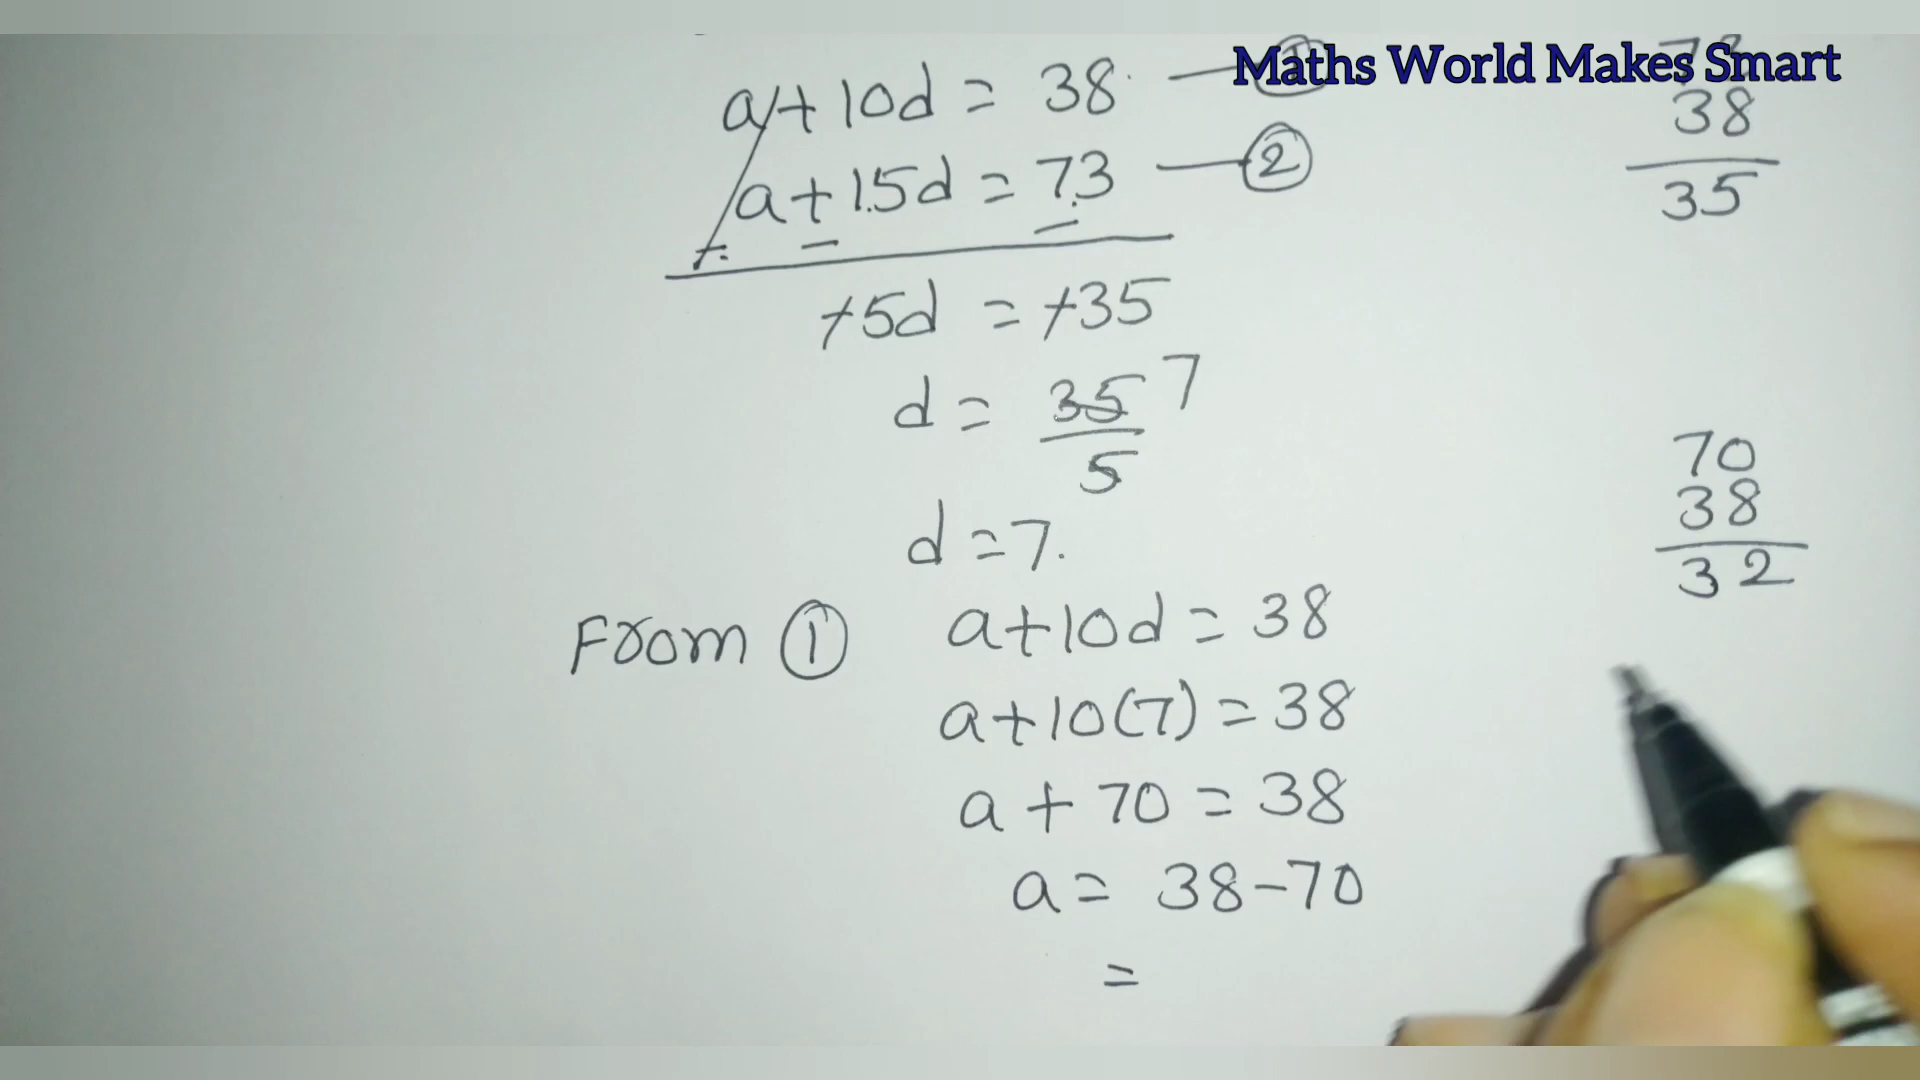 Maths World Makes Smart
a + 10d = 38
a + 15d = 73 — ②
- - -
+5d = +35
d = 35/5 7
d = 7.
From ① a + 10d = 38
a + 10(7) = 38
a + 70 = 38
a = 38 - 70
=
38
35
70
38
32